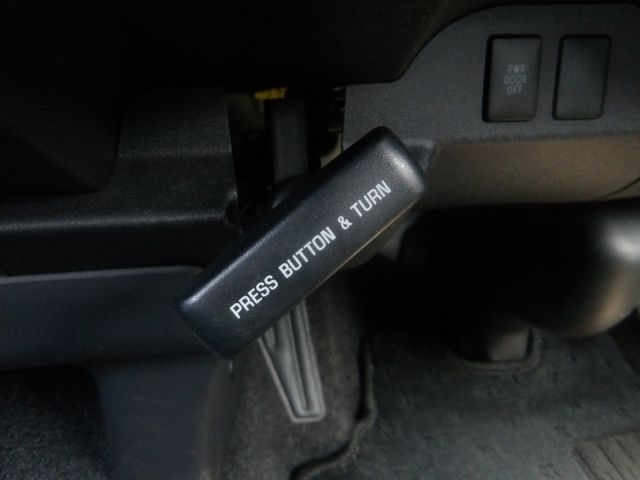 PWR
DOOR
OFF
PRESS BUTTON & TURN